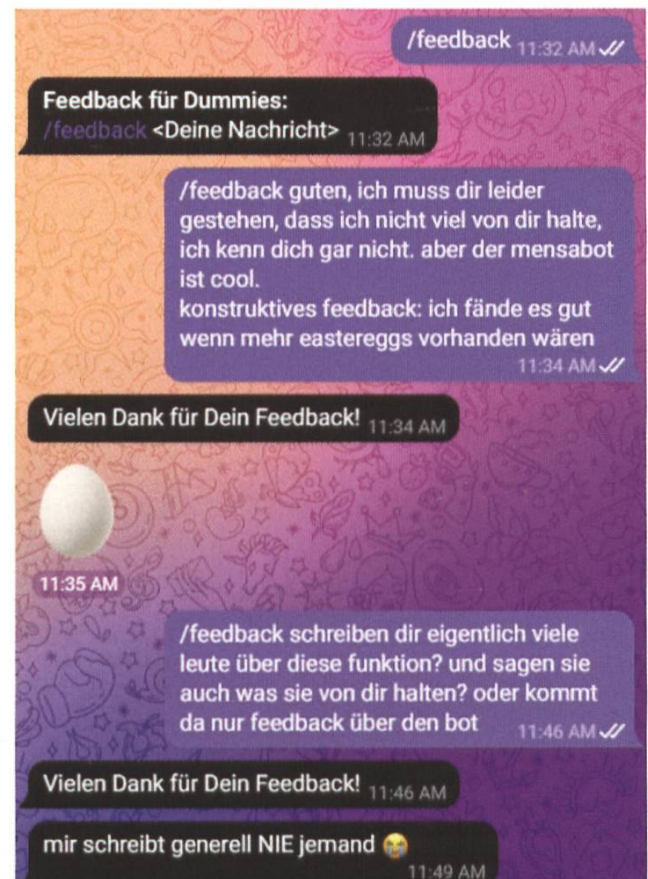 /feedback 11:32 AM
Feedback für Dummies:
/feedback <Deine Nachricht> 11:32 AM
/feedback guten, ich muss dir leider
gestehen, dass ich nicht viel von dir halte,
ich kenn dich gar nicht. aber der mensabot
ist cool.
konstruktives feedback: ich fände es gut
wenn mehr eastereggs vorhanden wären
11:34 AM
Vielen Dank für Dein Feedback! 11:34 AM
11:35 AM
/feedback schreiben dir eigentlich viele
leute über diese funktion? und sagen sie
auch was sie von dir halten? oder kommt
da nur feedback über den bot 11:46 AM
Vielen Dank für Dein Feedback! 11:46 AM
mir schreibt generell NIE jemand 😭
11:49 AM